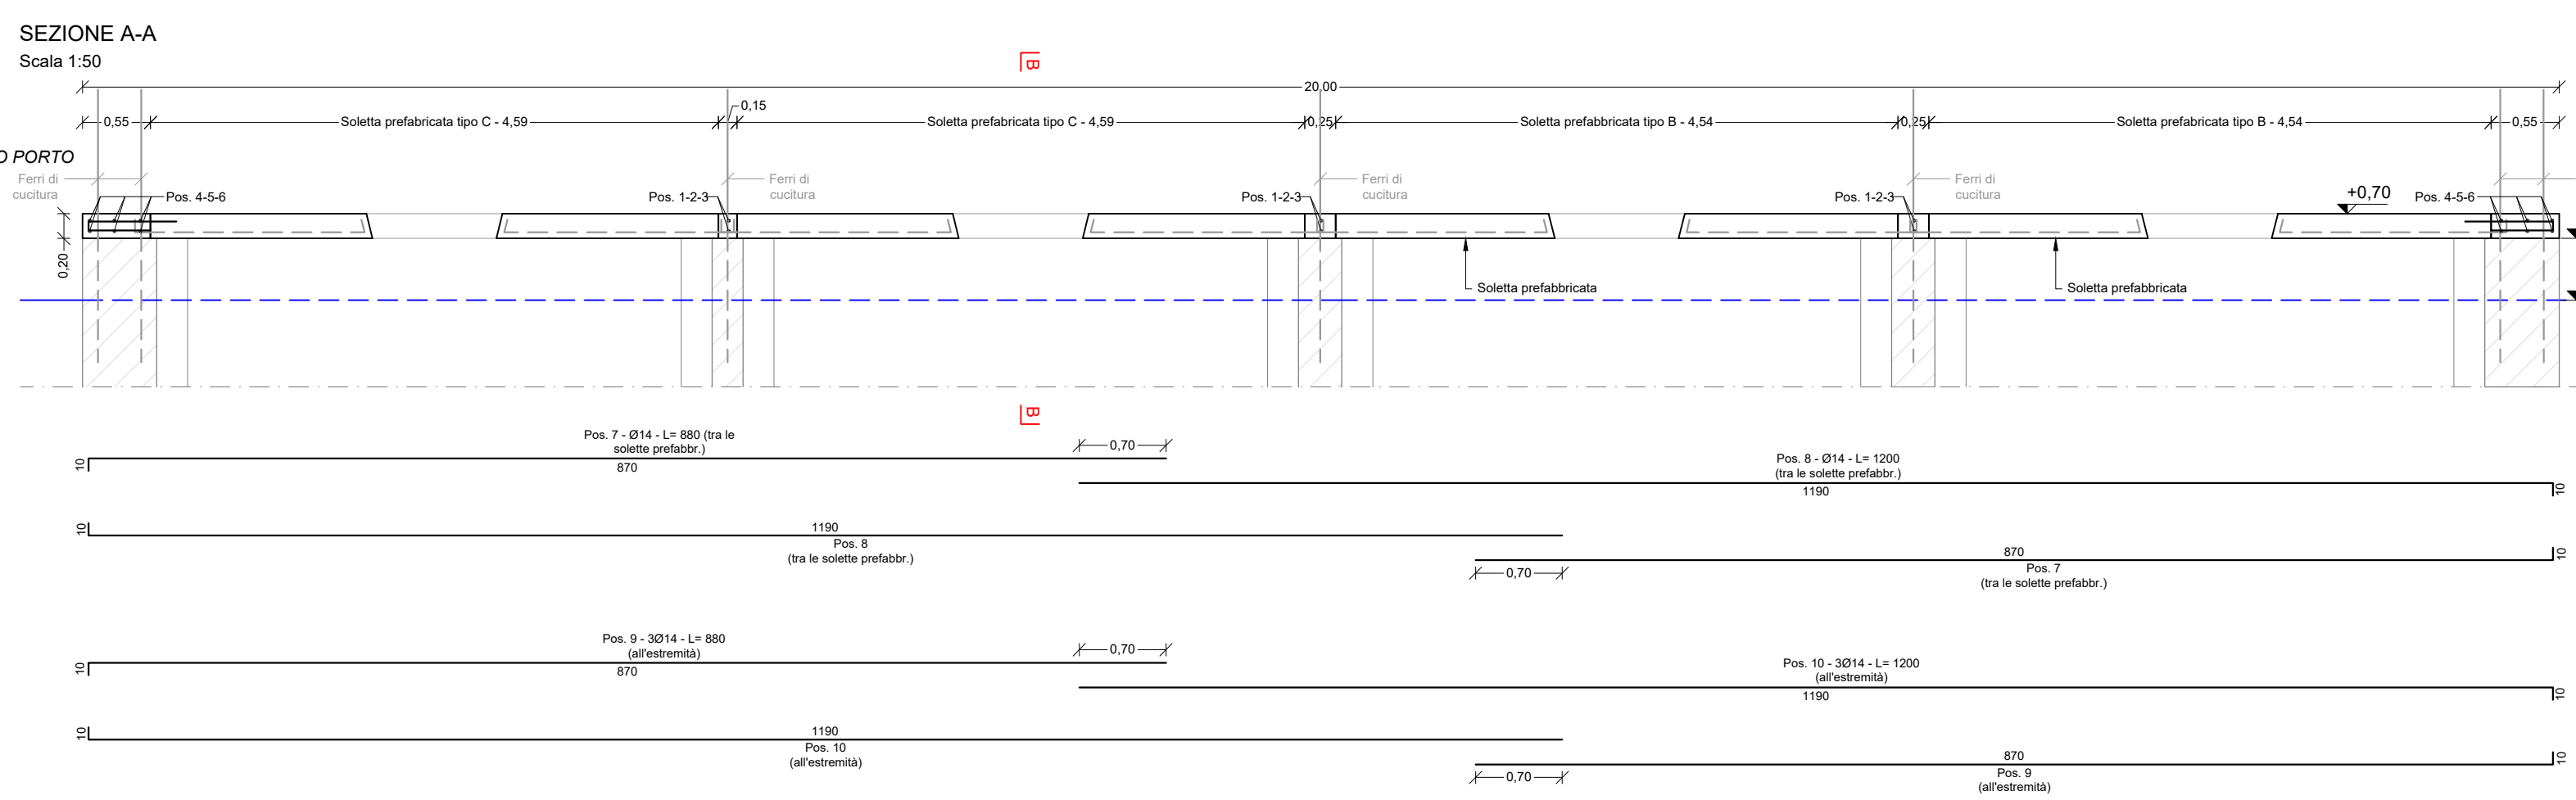 SEZIONE A-A
Scala 1:50
B
20,00
0,55
Soletta prefabricata tipo C - 4,59
0,15
Soletta prefabricata tipo C - 4,59
0,25
Soletta prefabbricata tipo B - 4,54
0,25
Soletta prefabricata tipo B - 4,54
0,55
O PORTO
Ferri di
cucitura
Pos. 4-5-6
Pos. 1-2-3
Ferri di
cucitura
Pos. 1-2-3
Ferri di
cucitura
Pos. 1-2-3
Ferri di
cucitura
+0,70
Pos. 4-5-6
0,20
Soletta prefabbricata
Soletta prefabbricata
B
Pos. 7 - Ø14 - L= 880 (tra le
solette prefabbr.)
0,70
10
870
Pos. 8 - Ø14 - L= 1200
(tra le solette prefabbr.)
1190
10
10
1190
Pos. 8
(tra le solette prefabbr.)
870
10
0,70
Pos. 7
(tra le solette prefabbr.)
Pos. 9 - 3Ø14 - L= 880
(all'estremità)
0,70
10
870
Pos. 10 - 3Ø14 - L= 1200
(all'estremità)
1190
10
10
1190
Pos. 10
(all'estremità)
870
10
0,70
Pos. 9
(all'estremità)